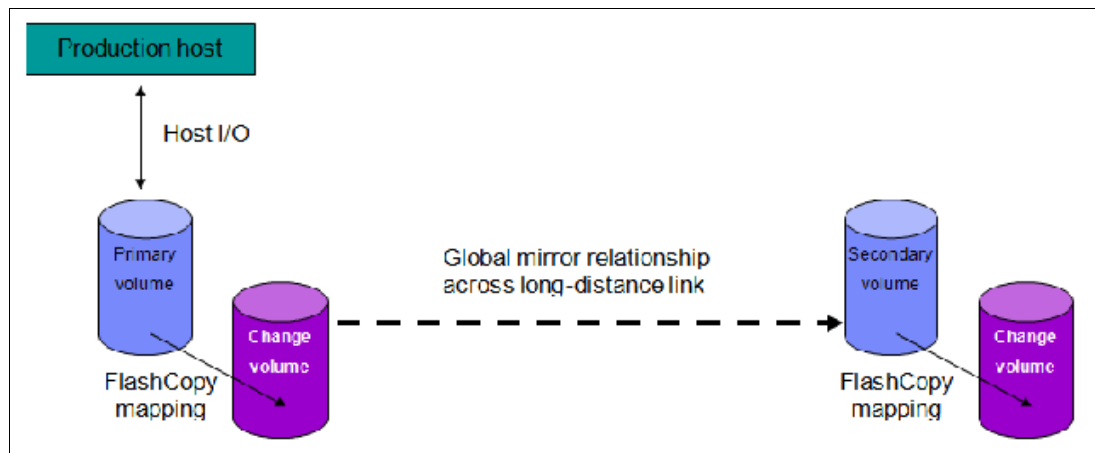 Production host
Host I/O
Primary
volume
Change
volume
FlashCopy
mapping
Global mirror relationship
across long-distance link
Secondary
volume
Change
volume
FlashCopy
mapping